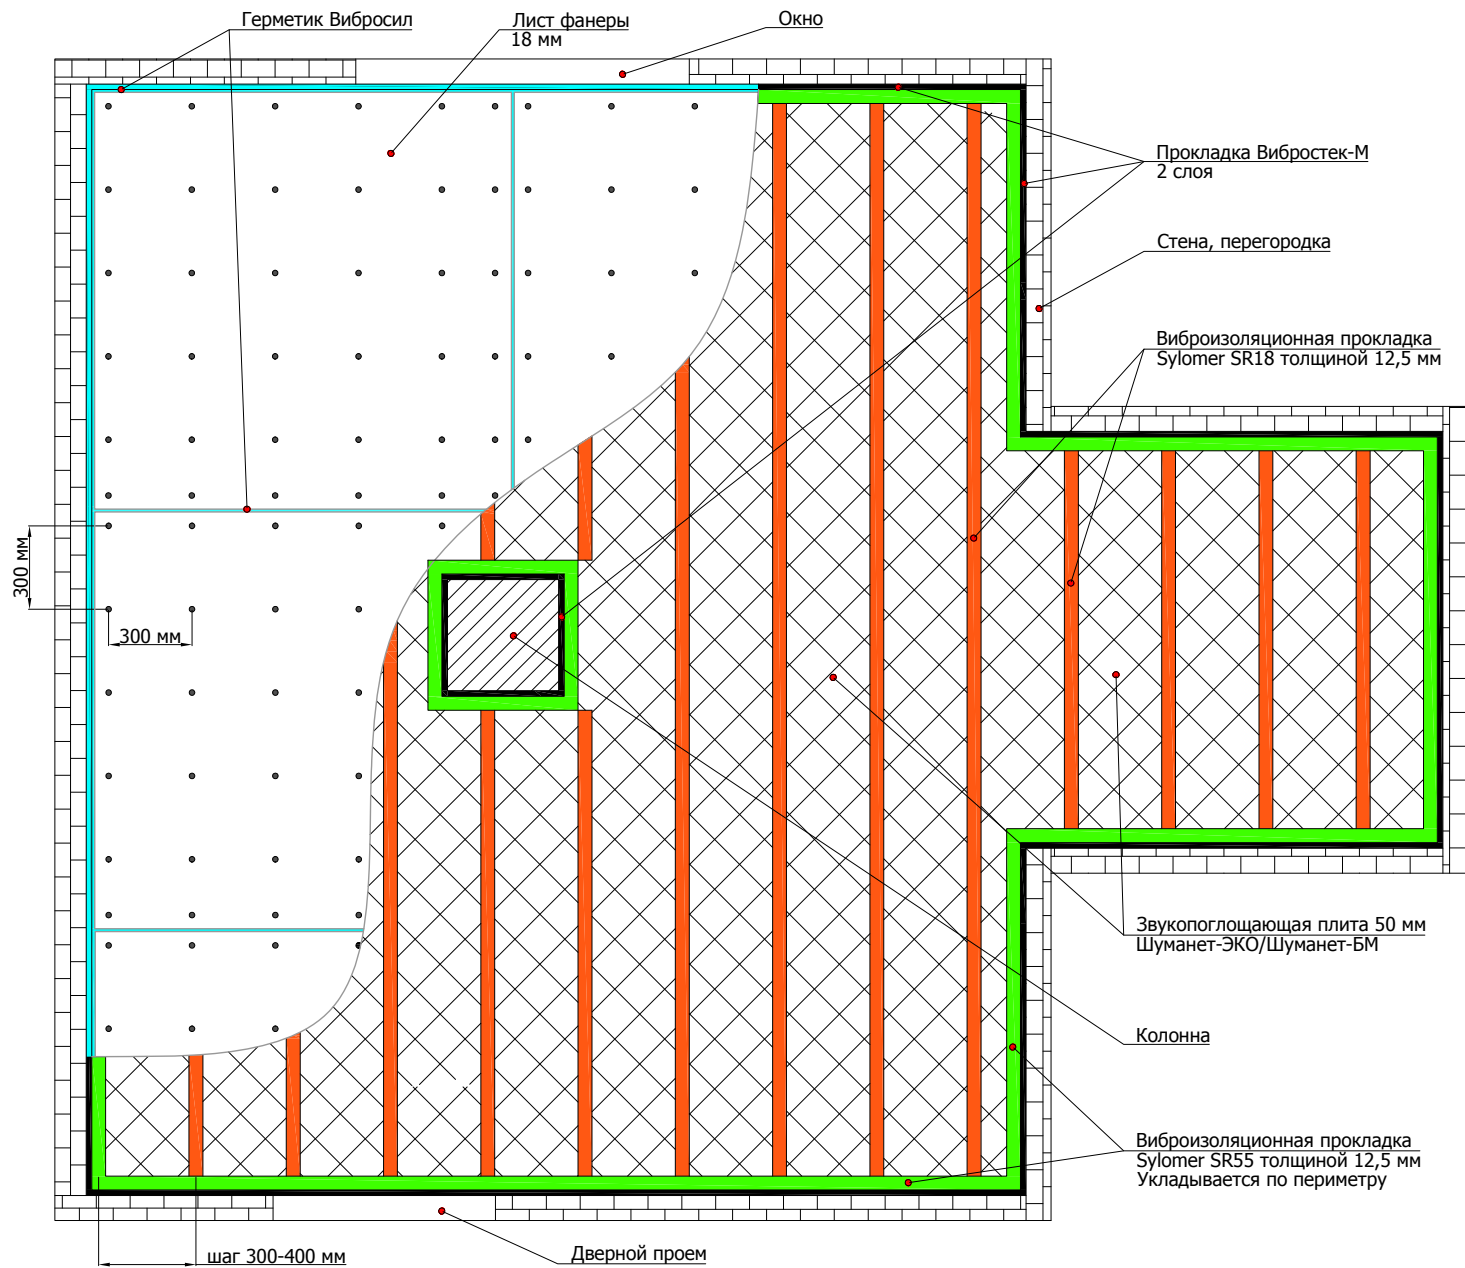 Герметик Вибросил
Лист фанеры
18 мм
Окно
Прокладка Вибростек-М
2 слоя
Стена, перегородка
Виброизоляционная прокладка
Sylomer SR18 толщиной 12,5 мм
300 мм
300 мм
Звукопоглощающая плита 50 мм
Шуманет-ЭКО/Шуманет-БМ
Колонна
Виброизоляционная прокладка
Sylomer SR55 толщиной 12,5 мм
Укладывается по периметру
шаг 300-400 мм
Дверной проем